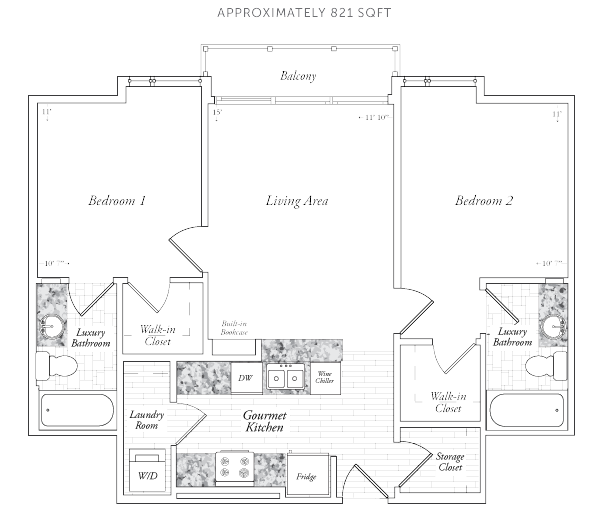 APPROXIMATELY 821 SQFT
Balcony
11'
15'
11' 10"
11'
Bedroom 1
Living Area
Bedroom 2
10' 7"
10' 7"
Luxury
Bathroom
Walk-in
Closet
Built-in
Bookcase
Luxury
Bathroom
DW
Wine
Chiller
Walk-in
Closet
Laundry
Room
Gourmet
Kitchen
W/D
Fridge
Storage
Closet